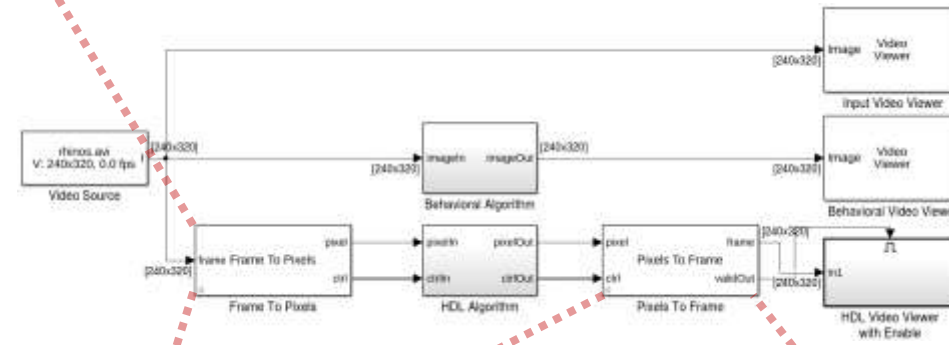 Image
Video
Viewer
[240x320]
Input Video Viewer
rhinos.avi
V: 240x320, 0.0 fps
I
[240x320]
Video Source
[240x320]
imageIn
imageOut
[240x320]
Behavioral Algorithm
Image
Video
Viewer
[240x320]
Behavioral Video View
[240x320]
frame
Frame To Pixels
pixel
ctrl
Frame To Pixels
pixelIn
pixelOut
ctrlIn
ctrlOut
HDL Algorithm
pixel
frame
Pixels To Frame
ctrl
validOut
Pixels To Frame
[240x320]
[240x320]
In1
HDL Video Viewer
with Enable